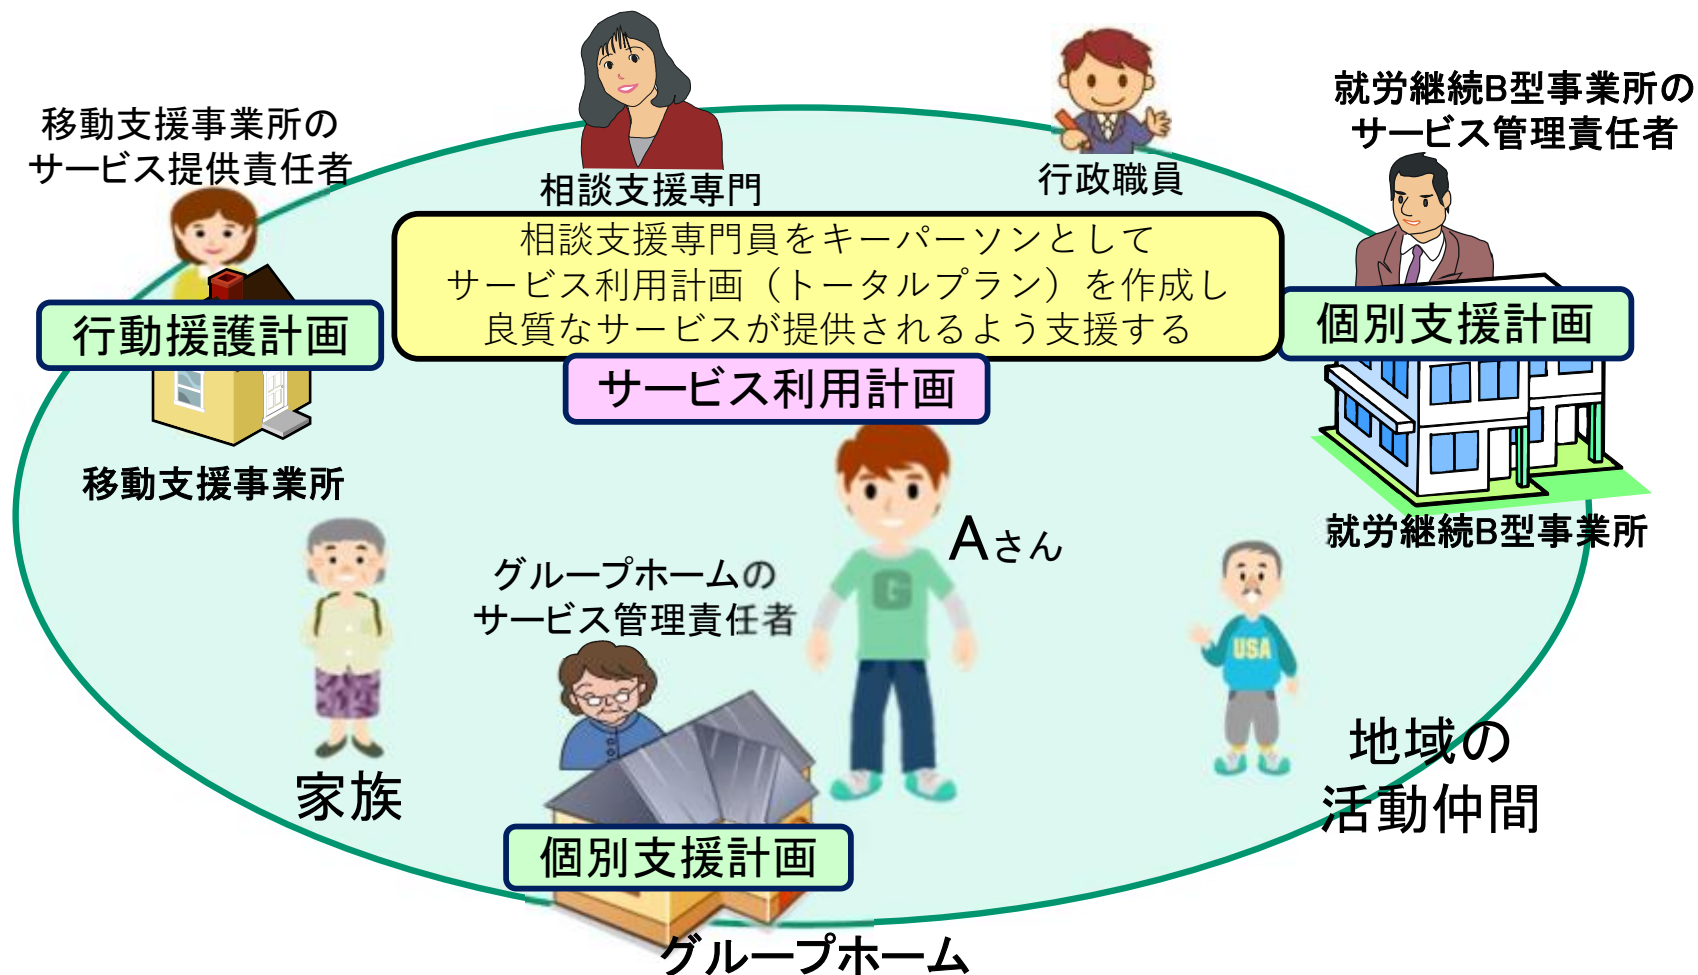 移動支援事業所の
サービス提供責任者
相談支援専門
行政職員
就労継続B型事業所の
サービス管理責任者
相談支援専門員をキーパーソンとして
サービス利用計画（トータルプラン）を作成し
良質なサービスが提供されるよう支援する
行動援護計画
個別支援計画
サービス利用計画
移動支援事業所
就労継続B型事業所
Aさん
G
グループホームの
サービス管理責任者
USA
家族
地域の
活動仲間
個別支援計画
グループホーム